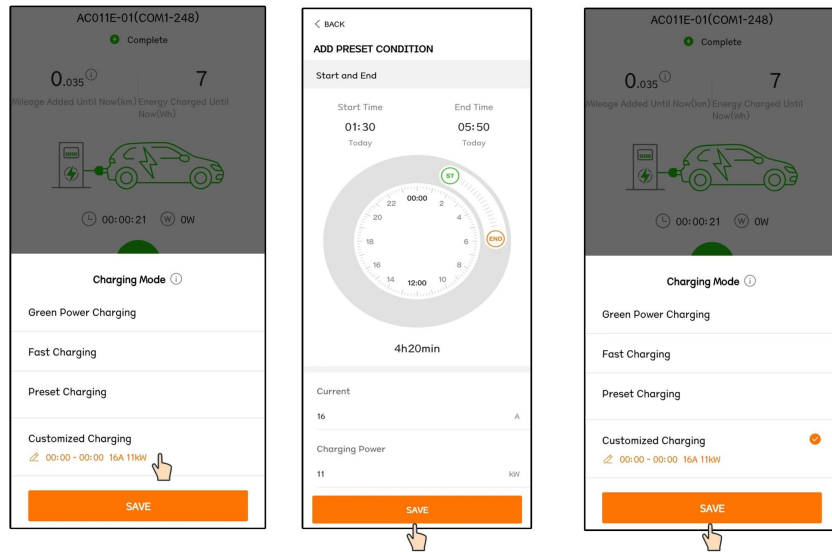 AC011E-01(COM1-248)
Complete
0.035 7
Mileage Added Until Now(km) Energy Charged Until
Now(Wh)
00:00:21 W 0W
Charging Mode
Green Power Charging
Fast Charging
Preset Charging
Customized Charging
00:00 - 00:00 16A 11kW
SAVE
< BACK
ADD PRESET CONDITION
Start and End
Start Time End Time
01:30 05:50
Today Today
ST
END
00:00
2
4
6
8
10
12:00
14
16
18
20
22
4h20min
Current
16 A
Charging Power
11 kW
SAVE
AC011E-01(COM1-248)
Complete
0.035 7
Mileage Added Until Now(km) Energy Charged Until
Now(Wh)
00:00:21 W 0W
Charging Mode
Green Power Charging
Fast Charging
Preset Charging
Customized Charging
00:00 - 00:00 16A 11kW
SAVE